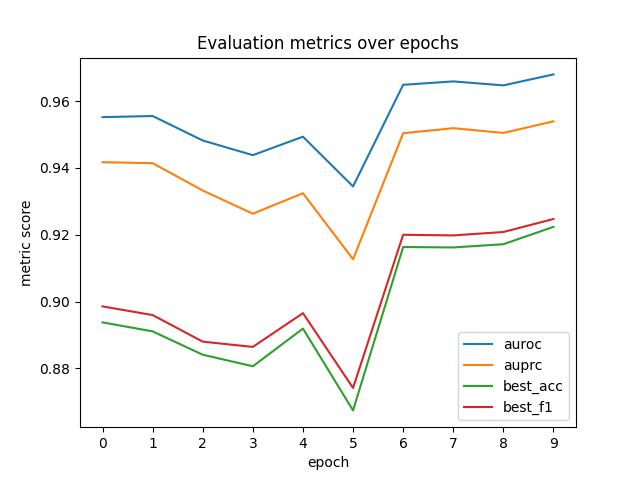 Evaluation metrics over epochs
metric score
0.96
0.94
0.92
0.90
0.88
0 1 2 3 4 5 6 7 8 9
epoch
auroc
auprc
best_acc
best_f1